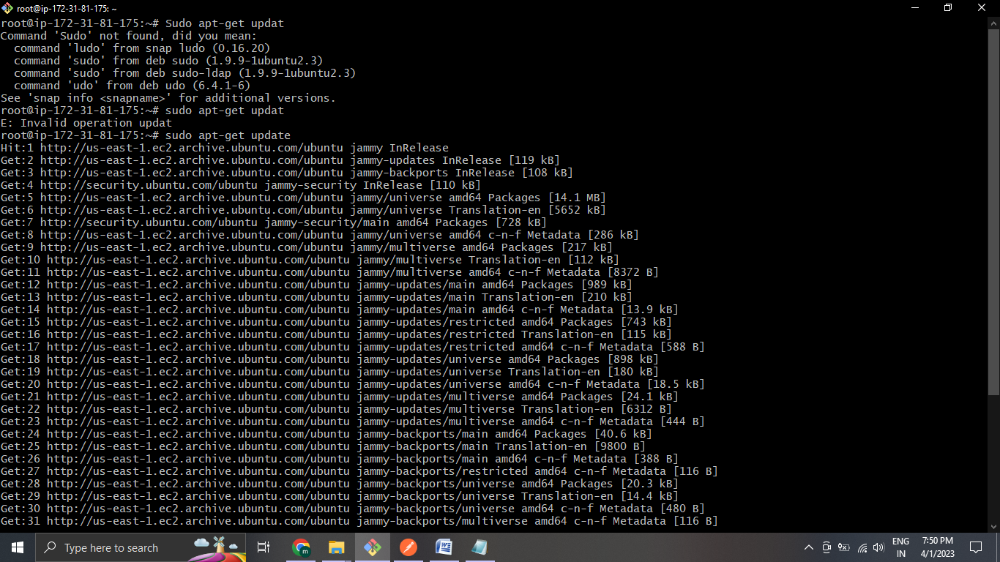 root@ip-172-31-81-175: ~
root@ip-172-31-81-175:~# Sudo apt-get updat
Command 'Sudo' not found, did you mean:
  command 'ludo' from snap ludo (0.16.20)
  command 'sudo' from deb sudo (1.9.9-1ubuntu2.3)
  command 'sudo' from deb sudo-ldap (1.9.9-1ubuntu2.3)
  command 'udo' from deb udo (6.4.1-6)
See 'snap info <snapname>' for additional versions.
root@ip-172-31-81-175:~# sudo apt-get updat
E: Invalid operation updat
root@ip-172-31-81-175:~# sudo apt-get update
Hit:1 http://us-east-1.ec2.archive.ubuntu.com/ubuntu jammy InRelease
Get:2 http://us-east-1.ec2.archive.ubuntu.com/ubuntu jammy-updates InRelease [119 kB]
Get:3 http://us-east-1.ec2.archive.ubuntu.com/ubuntu jammy-backports InRelease [108 kB]
Get:4 http://security.ubuntu.com/ubuntu jammy-security InRelease [110 kB]
Get:5 http://us-east-1.ec2.archive.ubuntu.com/ubuntu jammy/universe amd64 Packages [14.1 MB]
Get:6 http://us-east-1.ec2.archive.ubuntu.com/ubuntu jammy/universe Translation-en [5652 kB]
Get:7 http://security.ubuntu.com/ubuntu jammy-security/main amd64 Packages [728 kB]
Get:8 http://us-east-1.ec2.archive.ubuntu.com/ubuntu jammy/universe amd64 c-n-f Metadata [286 kB]
Get:9 http://us-east-1.ec2.archive.ubuntu.com/ubuntu jammy/multiverse amd64 Packages [217 kB]
Get:10 http://us-east-1.ec2.archive.ubuntu.com/ubuntu jammy/multiverse Translation-en [112 kB]
Get:11 http://us-east-1.ec2.archive.ubuntu.com/ubuntu jammy/multiverse amd64 c-n-f Metadata [8372 B]
Get:12 http://us-east-1.ec2.archive.ubuntu.com/ubuntu jammy-updates/main amd64 Packages [989 kB]
Get:13 http://us-east-1.ec2.archive.ubuntu.com/ubuntu jammy-updates/main Translation-en [210 kB]
Get:14 http://us-east-1.ec2.archive.ubuntu.com/ubuntu jammy-updates/main amd64 c-n-f Metadata [13.9 kB]
Get:15 http://us-east-1.ec2.archive.ubuntu.com/ubuntu jammy-updates/restricted amd64 Packages [743 kB]
Get:16 http://us-east-1.ec2.archive.ubuntu.com/ubuntu jammy-updates/restricted Translation-en [115 kB]
Get:17 http://us-east-1.ec2.archive.ubuntu.com/ubuntu jammy-updates/restricted amd64 c-n-f Metadata [588 B]
Get:18 http://us-east-1.ec2.archive.ubuntu.com/ubuntu jammy-updates/universe amd64 Packages [898 kB]
Get:19 http://us-east-1.ec2.archive.ubuntu.com/ubuntu jammy-updates/universe Translation-en [180 kB]
Get:20 http://us-east-1.ec2.archive.ubuntu.com/ubuntu jammy-updates/universe amd64 c-n-f Metadata [18.5 kB]
Get:21 http://us-east-1.ec2.archive.ubuntu.com/ubuntu jammy-updates/multiverse amd64 Packages [24.1 kB]
Get:22 http://us-east-1.ec2.archive.ubuntu.com/ubuntu jammy-updates/multiverse Translation-en [6312 B]
Get:23 http://us-east-1.ec2.archive.ubuntu.com/ubuntu jammy-updates/multiverse amd64 c-n-f Metadata [444 B]
Get:24 http://us-east-1.ec2.archive.ubuntu.com/ubuntu jammy-backports/main amd64 Packages [40.6 kB]
Get:25 http://us-east-1.ec2.archive.ubuntu.com/ubuntu jammy-backports/main Translation-en [9800 B]
Get:26 http://us-east-1.ec2.archive.ubuntu.com/ubuntu jammy-backports/main amd64 c-n-f Metadata [388 B]
Get:27 http://us-east-1.ec2.archive.ubuntu.com/ubuntu jammy-backports/restricted amd64 c-n-f Metadata [116 B]
Get:28 http://us-east-1.ec2.archive.ubuntu.com/ubuntu jammy-backports/universe amd64 Packages [20.3 kB]
Get:29 http://us-east-1.ec2.archive.ubuntu.com/ubuntu jammy-backports/universe Translation-en [14.4 kB]
Get:30 http://us-east-1.ec2.archive.ubuntu.com/ubuntu jammy-backports/universe amd64 c-n-f Metadata [480 B]
Get:31 http://us-east-1.ec2.archive.ubuntu.com/ubuntu jammy-backports/multiverse amd64 c-n-f Metadata [116 B]
Type here to search
ENG
IN
7:50 PM
4/1/2023